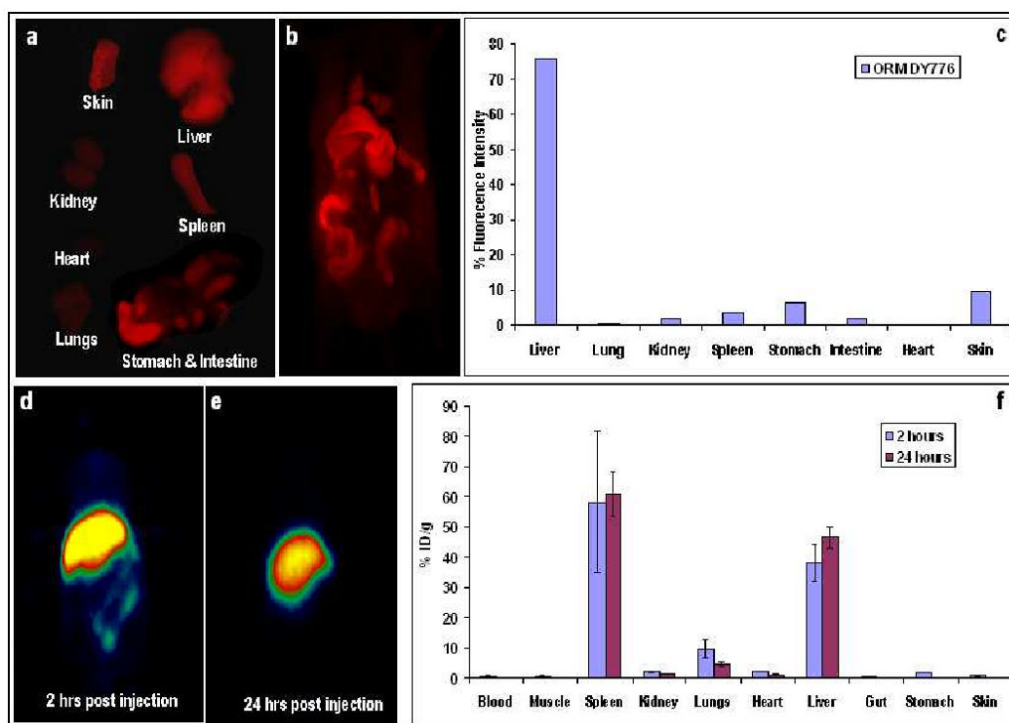 a
Skin
Liver
Kidney
Spleen
Heart
Lungs
Stomach & Intestine
b
c
ORM DY776
% Fluorecence Intensity
80
70
60
50
40
30
20
10
0
Liver Lung Kidney Spleen Stomach Intestine Heart Skin
d
2 hrs post injection
e
24 hrs post injection
f
2 hours
24 hours
% ID/g
90
80
70
60
50
40
30
20
10
0
Blood Muscle Spleen Kidney Lungs Heart Liver Gut Stomach Skin